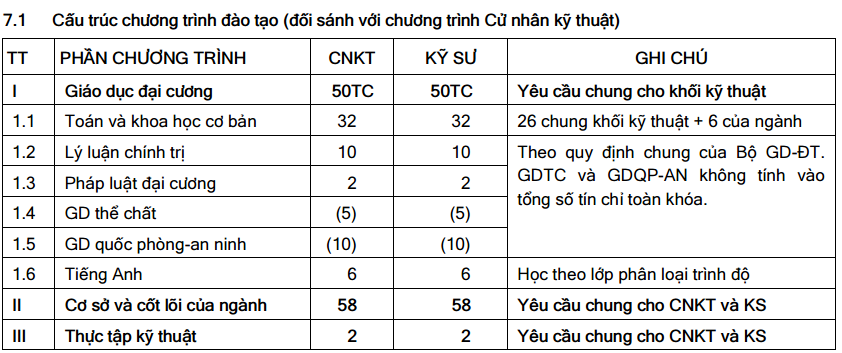 7.1 Cấu trúc chương trình đào tạo (đối sánh với chương trình Cử nhân kỹ thuật)
TT PHẦN CHƯƠNG TRÌNH CNKT KỸ SƯ GHI CHÚ
I Giáo dục đại cương 50TC 50TC Yêu cầu chung cho khối kỹ thuật
1.1 Toán và khoa học cơ bản 32 32 26 chung khối kỹ thuật + 6 của ngành
1.2 Lý luận chính trị 10 10 Theo quy định chung của Bộ GD-ĐT.
1.3 Pháp luật đại cương 2 2 GDTC và GDQP-AN không tính vào
1.4 GD thể chất (5) (5) tổng số tín chỉ toàn khóa.
1.5 GD quốc phòng-an ninh (10) (10)
1.6 Tiếng Anh 6 6 Học theo lớp phân loại trình độ
II Cơ sở và cốt lõi của ngành 58 58 Yêu cầu chung cho CNKT và KS
III Thực tập kỹ thuật 2 2 Yêu cầu chung cho CNKT và KS